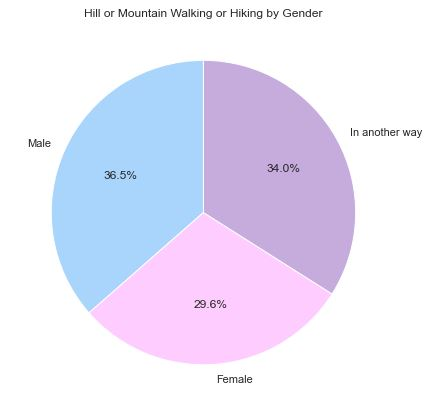 Hill or Mountain Walking or Hiking by Gender
Male
36.5%
In another way
34.0%
29.6%
Female